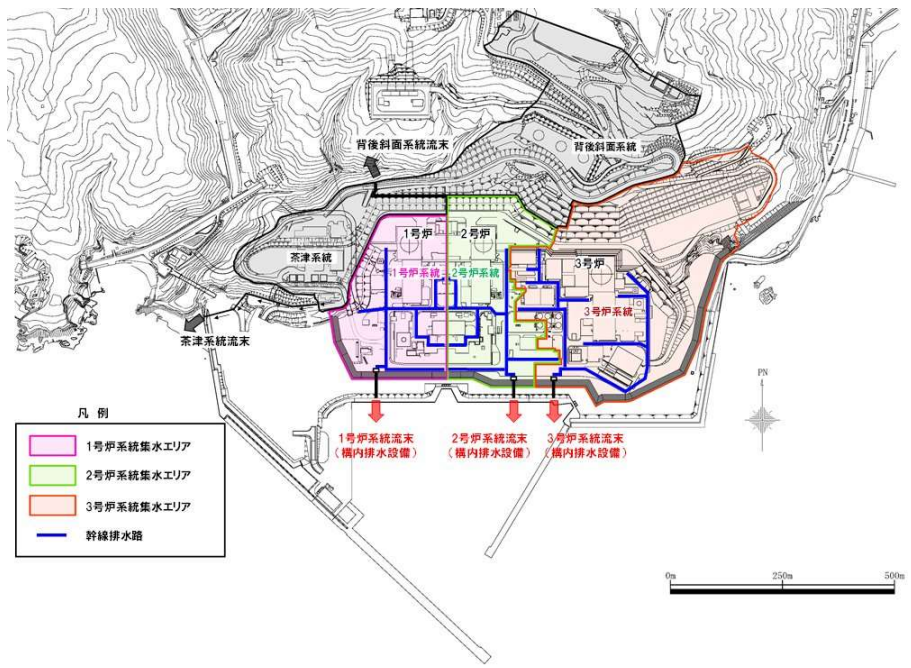 背後斜面系統流末
背後斜面系統
1号炉
2号炉
茶津系統
3号炉
1号炉系統
2号炉系統
3号炉系統
茶津系統流末
PN
凡 例
1号炉系統集水エリア
2号炉系統集水エリア
3号炉系統集水エリア
幹線排水路
1号炉系統流末
(構内排水設備)
2号炉系統流末
(構内排水設備)
3号炉系統流末
(構内排水設備)
0m
250m
500m